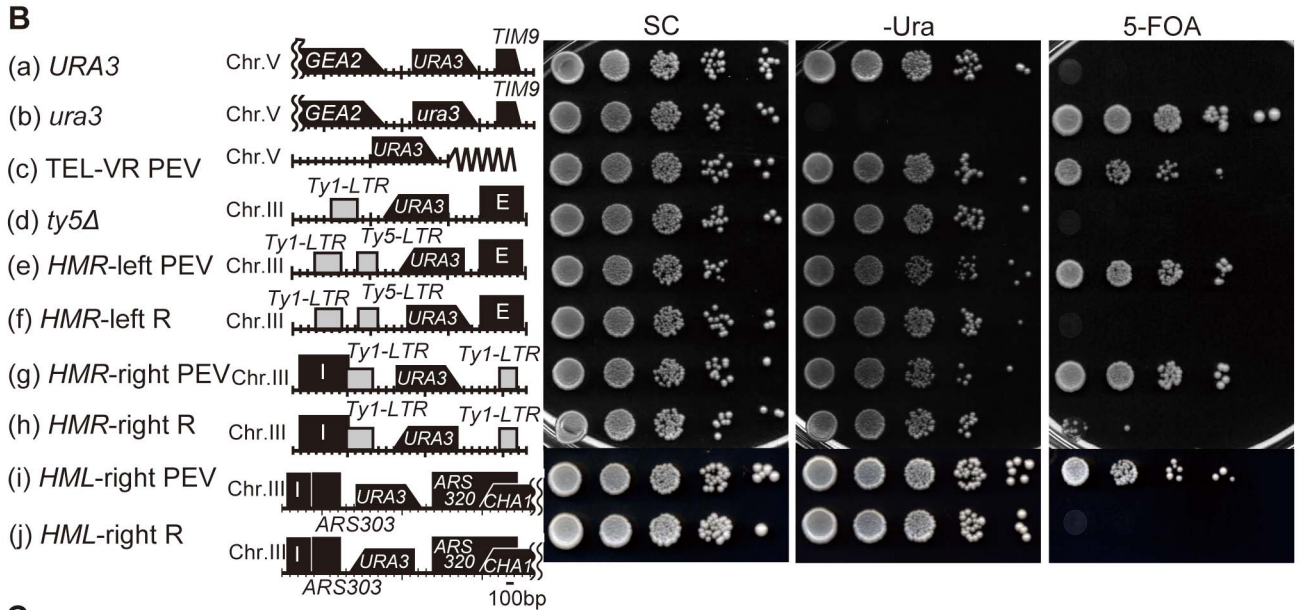 B
SC -Ura 5-FOA
(a) URA3 Chr.V GEA2 URA3 TIM9
(b) ura3 Chr.V GEA2 ura3 TIM9
(c) TEL-VR PEV Chr.V URA3
(d) ty5Δ Chr.III Ty1-LTR URA3 E
(e) HMR-left PEV Chr.III Ty1-LTR Ty5-LTR URA3 E
(f) HMR-left R Chr.III Ty1-LTR Ty5-LTR URA3 E
(g) HMR-right PEV Chr.III I Ty1-LTR URA3 Ty1-LTR
(h) HMR-right R Chr.III I Ty1-LTR URA3 Ty1-LTR
(i) HML-right PEV Chr.III I ARS303 URA3 ARS 320 CHA1
(j) HML-right R Chr.III I ARS303 URA3 ARS 320 CHA1
100bp